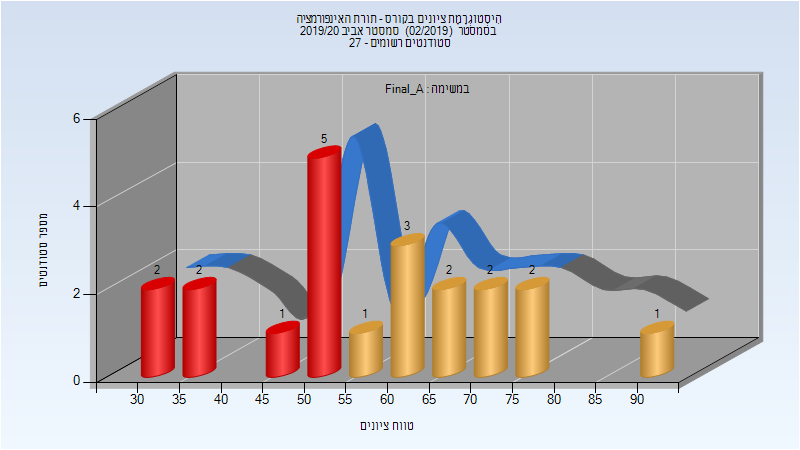 היסטוגרמת ציונים בקורס - תורת האינפורמציה
בסמסטר (02/2019) סמסטר אביב 2019/20
סטודנטים רשומים - 27
במשימה : Final_A
מספר סטודנטים
6
4
2
0
2
2
1
5
1
3
2
2
2
1
30 35 40 45 50 55 60 65 70 75 80 85 90
טווח ציונים